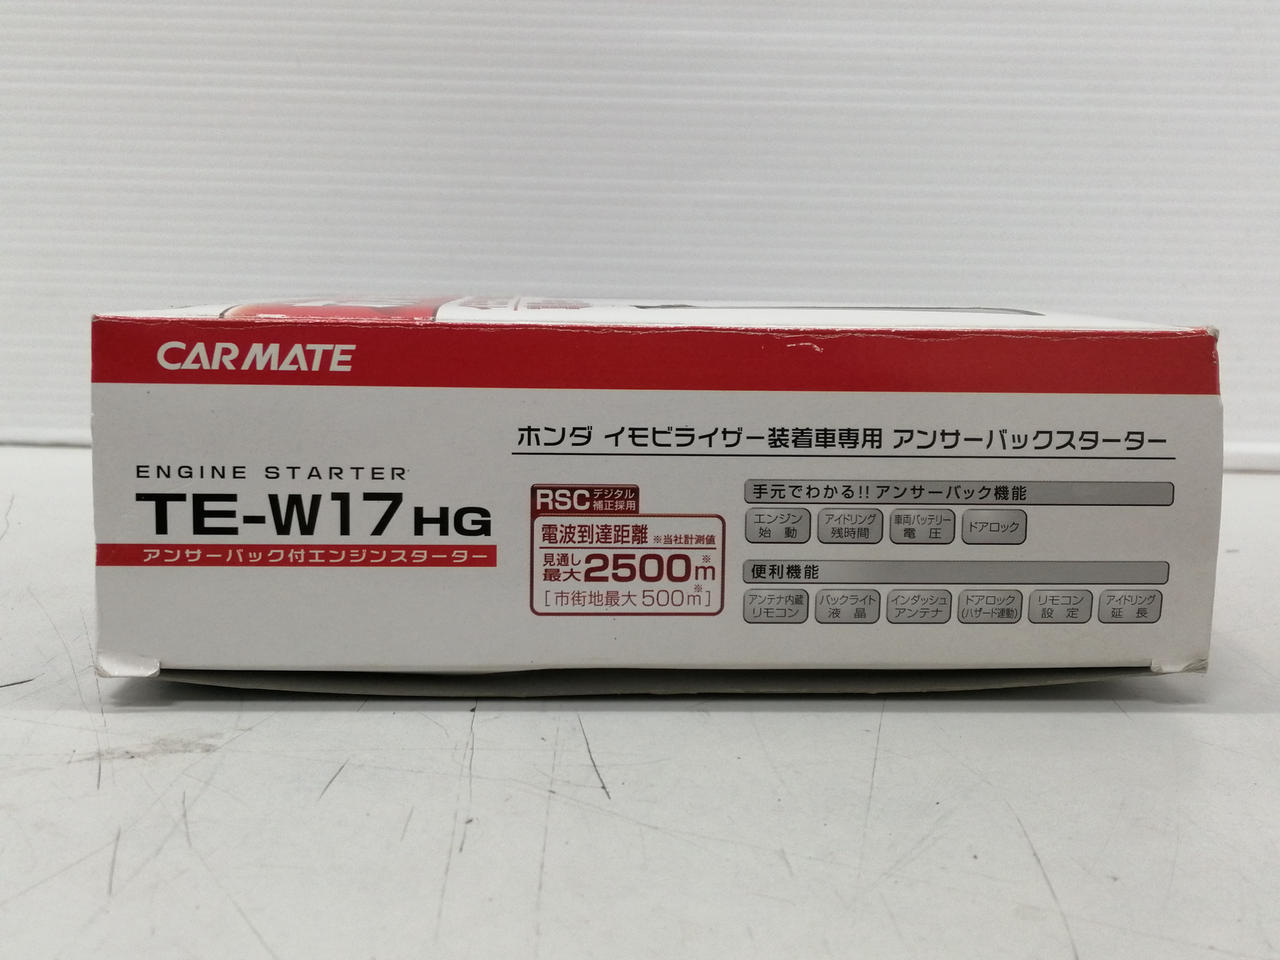 CARMATE
ENGINE STARTER
TE-W17HG
アンサーバック付エンジンスターター
ホンダ イモビライザー装着車専用 アンサーバックスターター
RSC デジタル補正採用
電波到達距離 ※当社計測値
見通し最大2500m※
[市街地最大500m※]
手元でわかる!! アンサーバック機能
エンジン始動 アイドリング残時間 車両バッテリー電圧 ドアロック
便利機能
アンテナ内蔵リモコン バックライト液晶 インダッシュアンテナ ドアロック(ハザード連動) リモコン設定 アイドリング延長